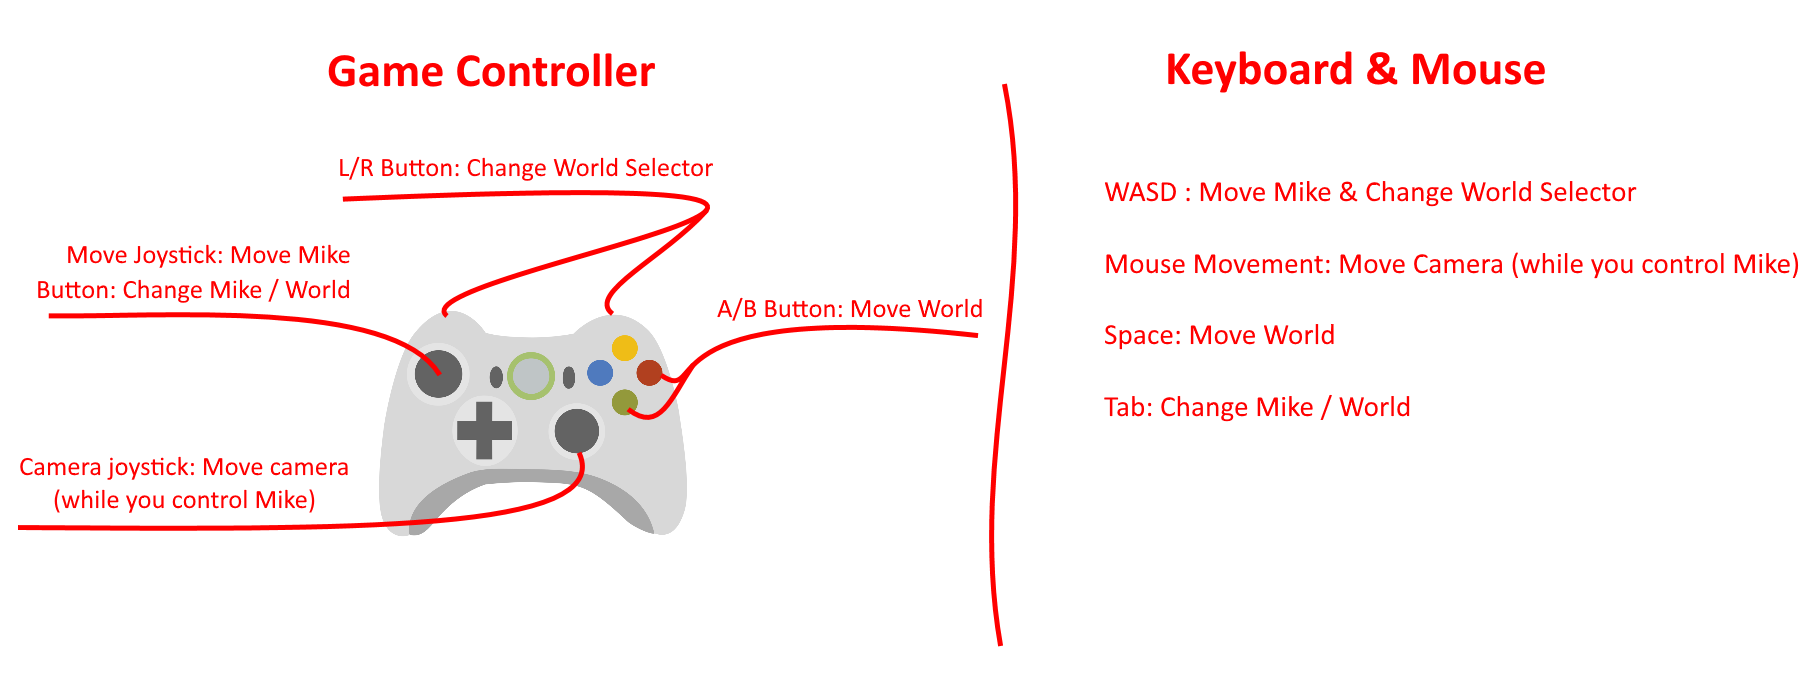 Game Controller
L/R Button: Change World Selector
Move Joystick: Move Mike
Button: Change Mike / World
A/B Button: Move World
Camera joystick: Move camera
(while you control Mike)
Keyboard & Mouse
WASD : Move Mike & Change World Selector
Mouse Movement: Move Camera (while you control Mike)
Space: Move World
Tab: Change Mike / World